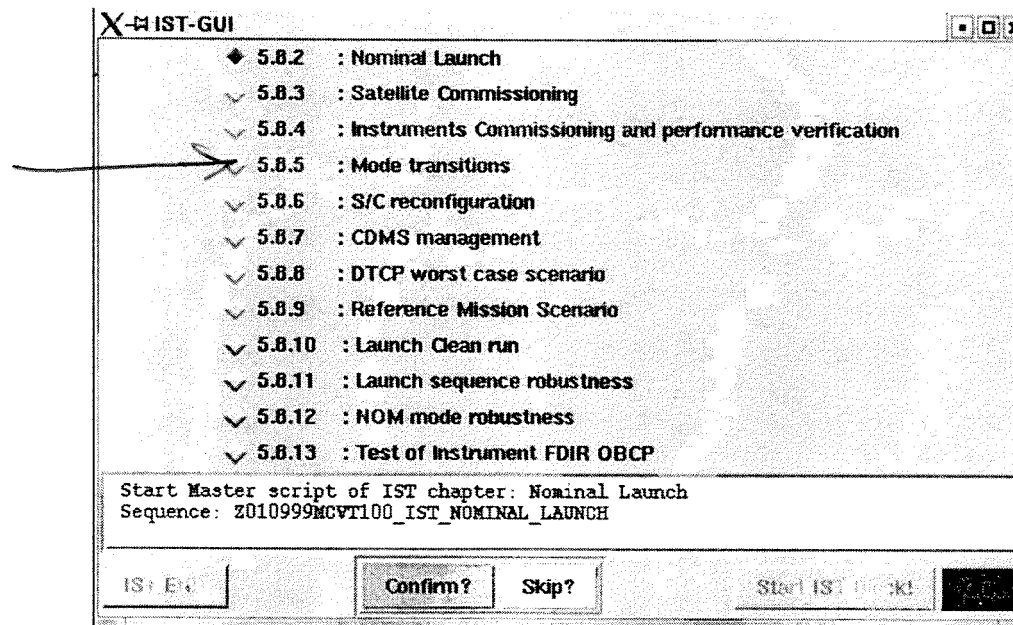 IST-GUI
5.8.2 : Nominal Launch
5.8.3 : Satellite Commissioning
5.8.4 : Instruments Commissioning and performance verification
5.8.5 : Mode transitions
5.8.6 : S/C reconfiguration
5.8.7 : CDMS management
5.8.8 : DTCP worst case scenario
5.8.9 : Reference Mission Scenario
5.8.10 : Launch Clean run
5.8.11 : Launch sequence robustness
5.8.12 : NOM mode robustness
5.8.13 : Test of Instrument FDIR OBCP
Start Master script of IST chapter: Nominal Launch
Sequence: Z010999MCVT100_IST_NOMINAL_LAUNCH
IST Confirm? Skip? Start IST